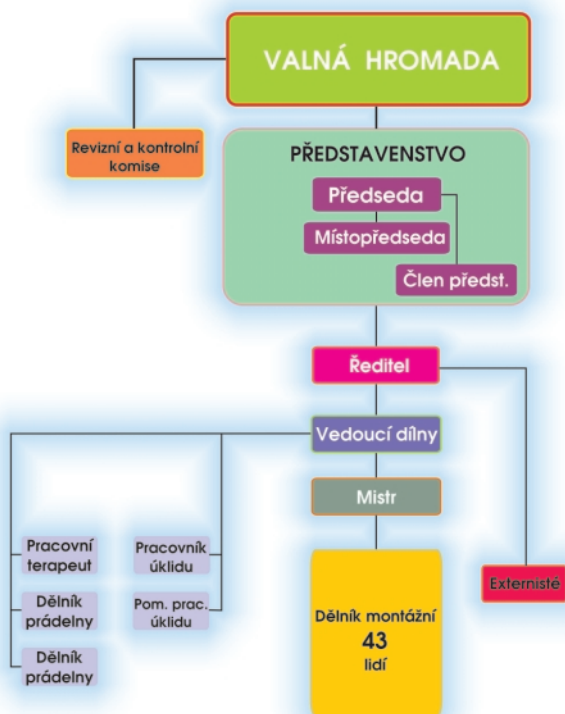 VALNÁ HROMADA
Revizní a kontrolní
komise
PŘEDSTAVENSTVO
Předseda
Místopředseda
Člen předst.
Ředitel
Vedoucí dílny
Mistr
Pracovní
terapeut
Pracovník
úklidu
Externisté
Dělník
prádelny
Pom. prac.
úklidu
Dělník montážní
43
lidí
Dělník
prádelny